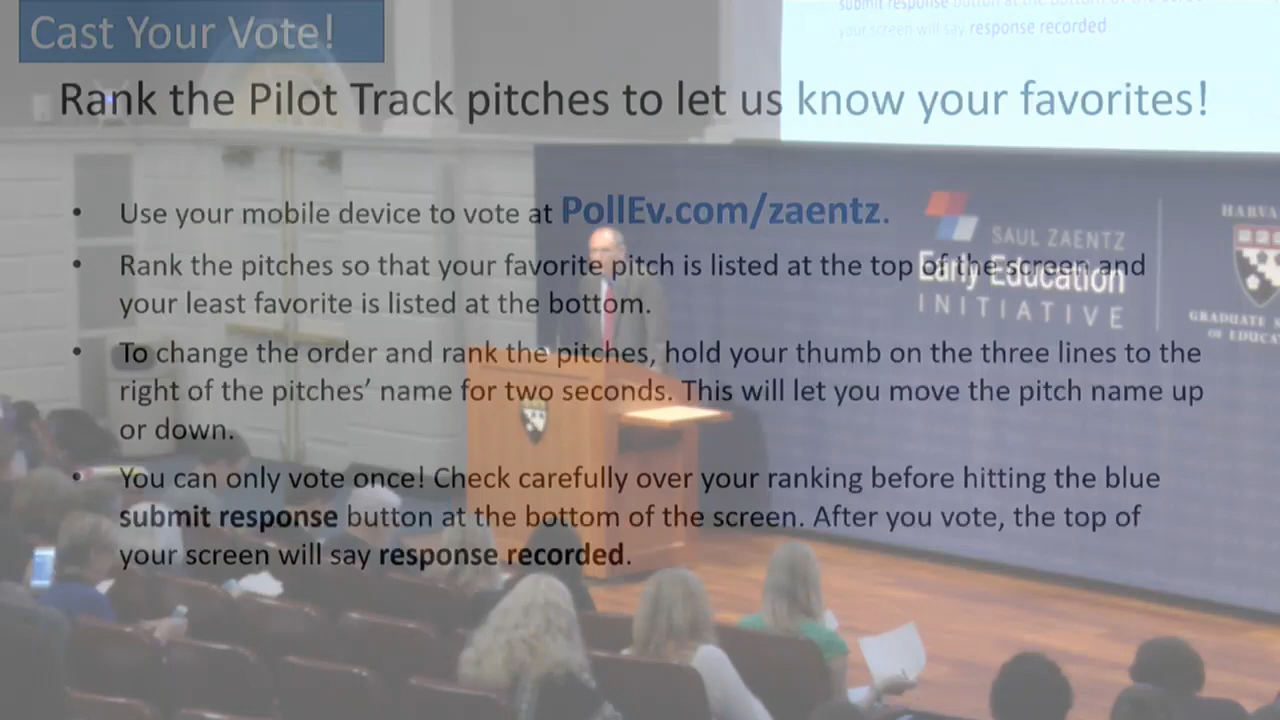 Cast Your Vote!
submit response button at the bottom of the scre
your screen will say response recorded
Rank the Pilot Track pitches to let us know your favorites!
• Use your mobile device to vote at PollEv.com/zaentz.
• Rank the pitches so that your favorite pitch is listed at the top of the screen and
your least favorite is listed at the bottom.
• To change the order and rank the pitches, hold your thumb on the three lines to the
right of the pitches’ name for two seconds. This will let you move the pitch name up
or down.
• You can only vote once! Check carefully over your ranking before hitting the blue
submit response button at the bottom of the screen. After you vote, the top of
your screen will say response recorded.
SAUL ZAENTZ
Early Education
INITIATIVE
HARVA
GRADUATE
OF EDUCA